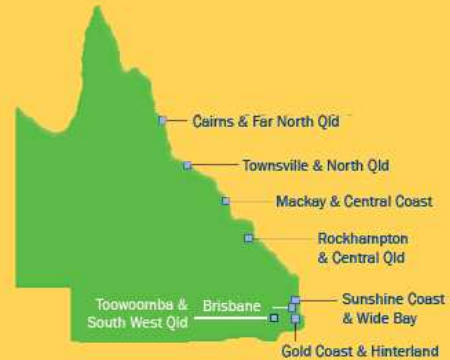 Cairns & Far North Qld
Townsville & North Qld
Mackay & Central Coast
Rockhampton
& Central Qld
Sunshine Coast
& Wide Bay
Toowoomba &
South West Qld
Brisbane
Gold Coast & Hinterland